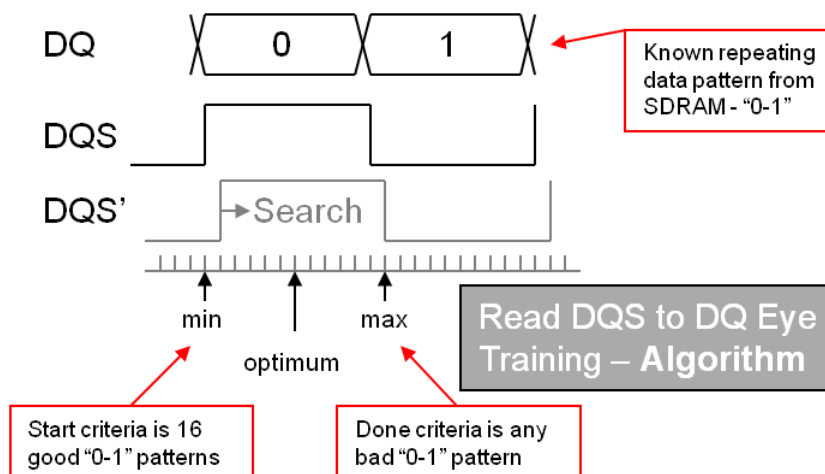 DQ
0
1
Known repeating
data pattern from
SDRAM - “0-1”
DQS
DQS’
Search
min
max
optimum
Read DQS to DQ Eye
Training – Algorithm
Start criteria is 16
good “0-1” patterns
Done criteria is any
bad “0-1” pattern